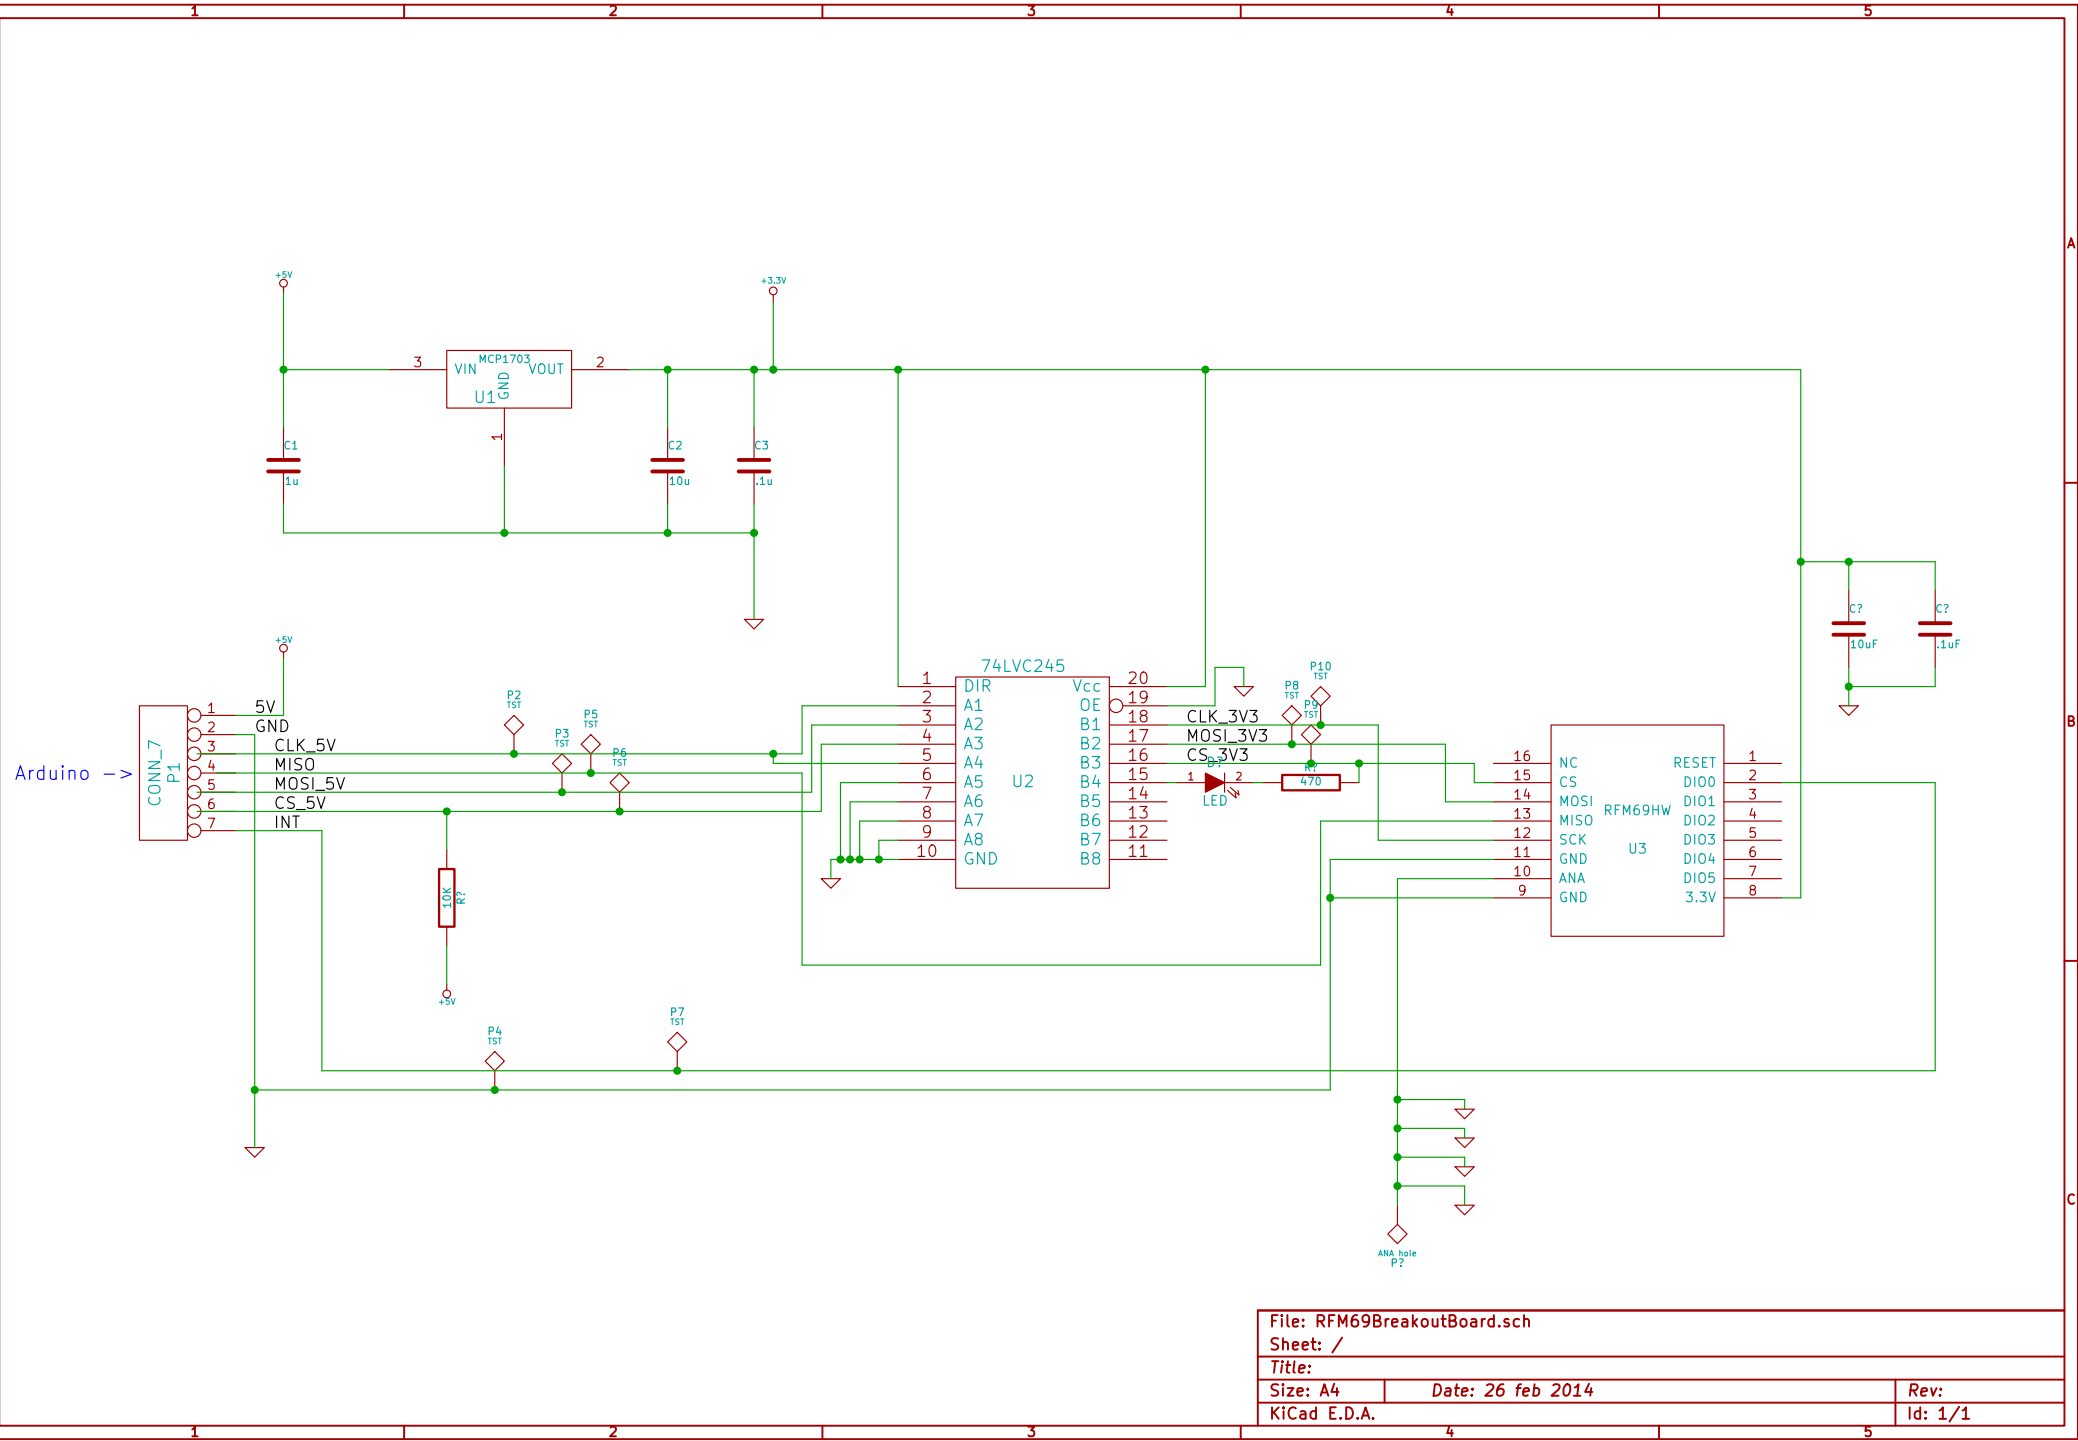 1 2 3 4 5
A
B
C
+5V
+3.3V
MCP1703
3 VIN VOUT 2
GND
U1
1
C1
1u
C2
10u
C3
.1u
C?
10uF
C?
.1uF
+5V
Arduino ->
CONN_7
P1
1 5V
2 GND
3 CLK_5V
4 MISO
5 MOSI_5V
6 CS_5V
7 INT
P2
TST
P3
TST
P5
TST
P6
TST
10K
R?
+5V
P4
TST
P7
TST
74LVC245
U2
1 DIR Vcc 20
2 A1 OE 19
3 A2 B1 18
4 A3 B2 17
5 A4 B3 16
6 A5 B4 15
7 A6 B5 14
8 A7 B6 13
9 A8 B7 12
10 GND B8 11
CLK_3V3
MOSI_3V3
CS_3V3
P10
TST
P8
TST
P9
TST
D?
1 2
LED
R?
470
RFM69HW
U3
16 NC RESET 1
15 CS DIO0 2
14 MOSI DIO1 3
13 MISO DIO2 4
12 SCK DIO3 5
11 GND DIO4 6
10 ANA DIO5 7
9 GND 3.3V 8
ANA hole
P?
File: RFM69BreakoutBoard.sch
Sheet: /
Title:
Size: A4 Date: 26 feb 2014 Rev:
KiCad E.D.A. Id: 1/1
1 2 3 4 5